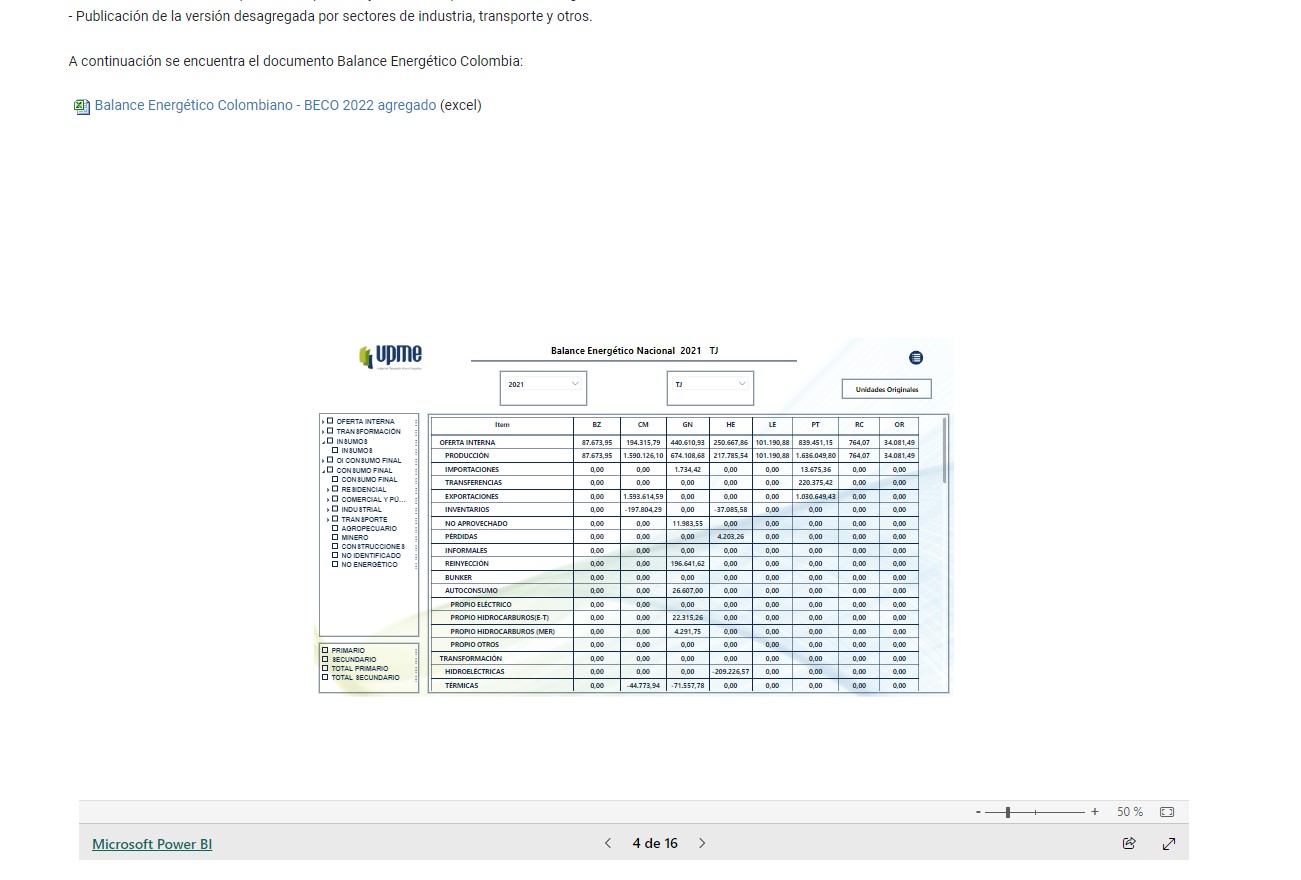 - Publicación de la versión desagregada por sectores de industria, transporte y otros.
A continuación se encuentra el documento Balance Energético Colombia:
Balance Energético Colombiano - BECO 2022 agregado (excel)
upme
Balance Energético Nacional 2021 TJ
2021
TJ
Unidades Originales
OFERTA INTERNA
TRANSFORMACIÓN
INSUMOS
INSUMOS
OI CONSUMO FINAL
CONSUMO FINAL
CONSUMO FINAL
RESIDENCIAL
COMERCIAL Y PÚ...
INDUSTRIAL
TRANSPORTE
AGROPECUARIO
MINERO
CONSTRUCCIONES
NO IDENTIFICADO
NO ENERGÉTICO
PRIMARIO
SECUNDARIO
TOTAL PRIMARIO
TOTAL SECUNDARIO
Item BZ CM GN HE LE PT RC OR
OFERTA INTERNA 87.673,95 194.315,79 440.610,93 250.667,86 101.190,88 839.451,15 764,07 34.081,49
PRODUCCIÓN 87.673,95 1.590.126,10 674.108,68 217.785,54 101.190,88 1.636.049,80 764,07 34.081,49
IMPORTACIONES 0,00 0,00 1.734,42 0,00 0,00 13.675,36 0,00 0,00
TRANSFERENCIAS 0,00 0,00 0,00 0,00 0,00 220.375,42 0,00 0,00
EXPORTACIONES 0,00 1.593.614,59 0,00 0,00 0,00 1.030.649,43 0,00 0,00
INVENTARIOS 0,00 -197.804,29 0,00 -37.085,58 0,00 0,00 0,00 0,00
NO APROVECHADO 0,00 0,00 11.983,55 0,00 0,00 0,00 0,00 0,00
PÉRDIDAS 0,00 0,00 0,00 4.203,26 0,00 0,00 0,00 0,00
INFORMALES 0,00 0,00 0,00 0,00 0,00 0,00 0,00 0,00
REINYECCIÓN 0,00 0,00 196.641,62 0,00 0,00 0,00 0,00 0,00
BUNKER 0,00 0,00 0,00 0,00 0,00 0,00 0,00 0,00
AUTOCONSUMO 0,00 0,00 26.607,00 0,00 0,00 0,00 0,00 0,00
PROPIO ELÉCTRICO 0,00 0,00 0,00 0,00 0,00 0,00 0,00 0,00
PROPIO HIDROCARBUROS(E-T) 0,00 0,00 22.315,26 0,00 0,00 0,00 0,00 0,00
PROPIO HIDROCARBUROS (MER) 0,00 0,00 4.291,75 0,00 0,00 0,00 0,00 0,00
PROPIO OTROS 0,00 0,00 0,00 0,00 0,00 0,00 0,00 0,00
TRANSFORMACIÓN 0,00 0,00 0,00 0,00 0,00 0,00 0,00 0,00
HIDROELÉCTRICAS 0,00 0,00 0,00 -209.226,57 0,00 0,00 0,00 0,00
TÉRMICAS 0,00 -44.773,94 -71.557,78 0,00 0,00 0,00 0,00 0,00
- + 50 %
Microsoft Power BI
4 de 16